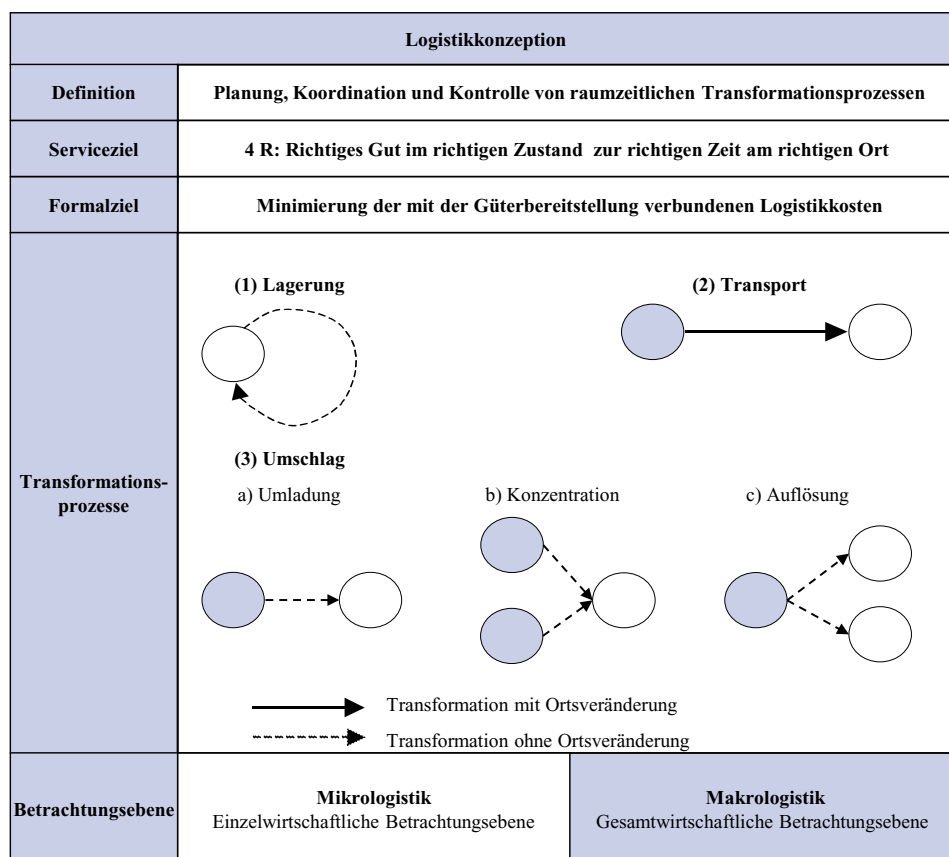 Logistikkonzeption
Definition
Planung, Koordination und Kontrolle von raumzeitlichen Transformationsprozessen
Serviceziel
4 R: Richtiges Gut im richtigen Zustand zur richtigen Zeit am richtigen Ort
Formalziel
Minimierung der mit der Güterbereitstellung verbundenen Logistikkosten
Transformations-
prozesse
(1) Lagerung
(2) Transport
(3) Umschlag
a) Umladung
b) Konzentration
c) Auflösung
Transformation mit Ortsveränderung
Transformation ohne Ortsveränderung
Betrachtungsebene
Mikrologistik
Einzelwirtschaftliche Betrachtungsebene
Makrologistik
Gesamtwirtschaftliche Betrachtungsebene